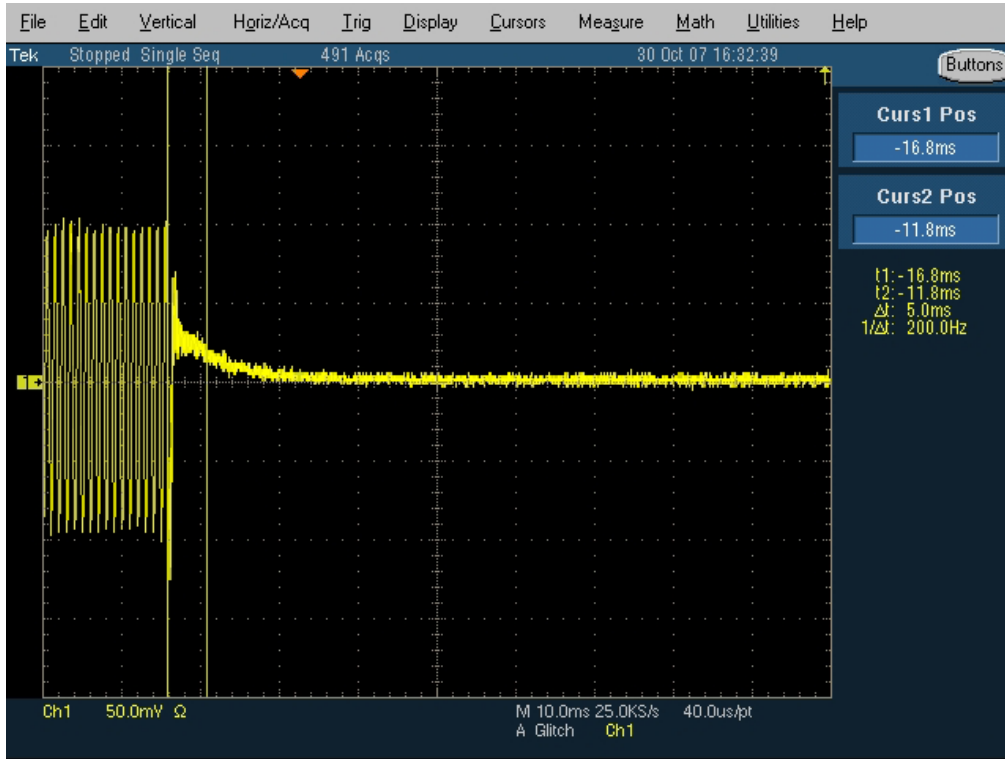 File Edit Vertical Horiz/Acq Trig Display Cursors Measure Math Utilities Help
Tek Stopped Single Seq 491 Acqs 30 Oct 07 16:32:39
Buttons
Curs1 Pos
-16.8ms
Curs2 Pos
-11.8ms
t1:-16.8ms
t2:-11.8ms
Δt: 5.0ms
1/Δt: 200.0Hz
1
Ch1 50.0mV Ω M 10.0ms 25.0KS/s 40.0us/pt
A Glitch Ch1